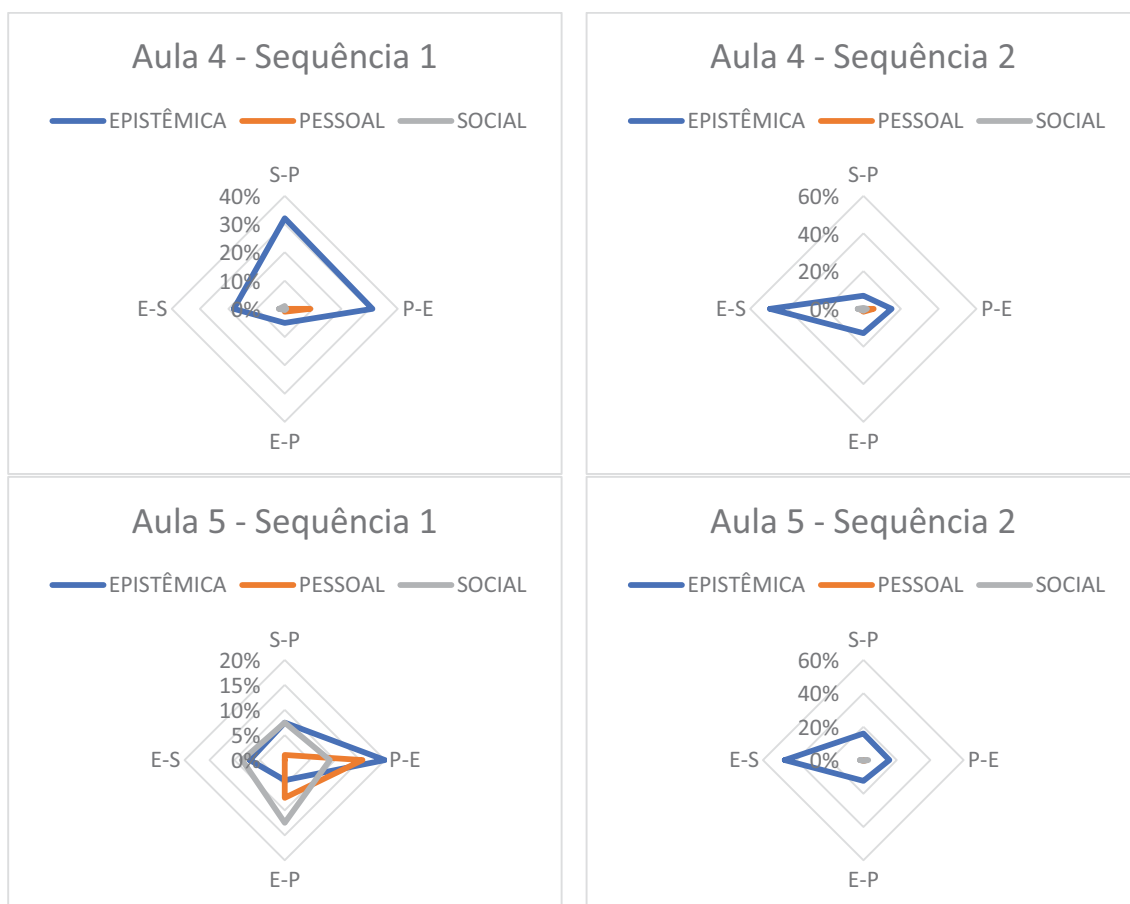 Aula 4 - Sequência 1
EPISTÊMICA PESSOAL SOCIAL
S-P
40%
30%
20%
10%
0%
E-S
P-E
E-P
Aula 4 - Sequência 2
EPISTÊMICA PESSOAL SOCIAL
S-P
60%
40%
20%
0%
E-S
P-E
E-P
Aula 5 - Sequência 1
EPISTÊMICA PESSOAL SOCIAL
S-P
20%
15%
10%
5%
0%
E-S
P-E
E-P
Aula 5 - Sequência 2
EPISTÊMICA PESSOAL SOCIAL
S-P
60%
40%
20%
0%
E-S
P-E
E-P